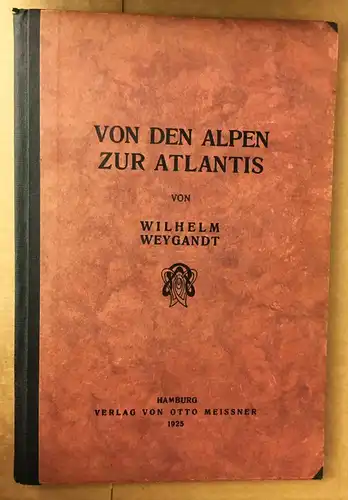 VON DEN ALPEN
ZUR ATLANTIS
VON
WILHELM
WEYGANDT
HAMBURG
VERLAG VON OTTO MEISSNER
1925